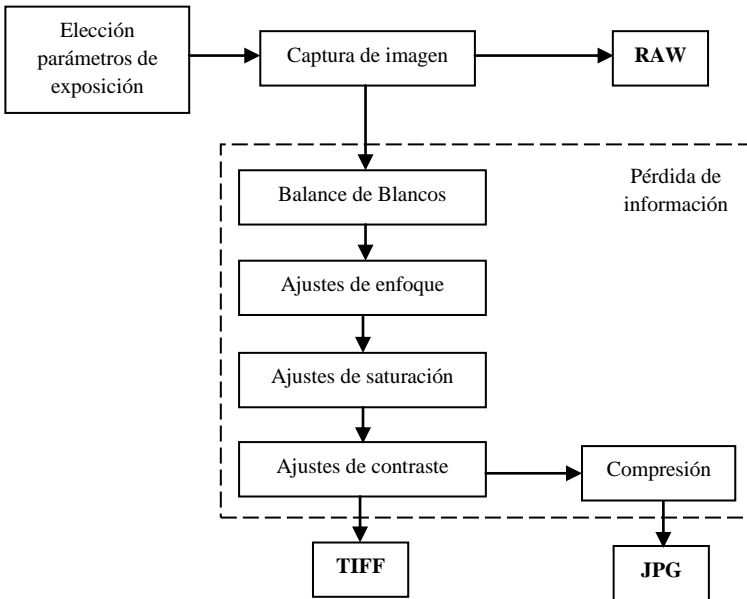 Elección
parámetros de
exposición
Captura de imagen
RAW
Pérdida de
información
Balance de Blancos
Ajustes de enfoque
Ajustes de saturación
Ajustes de contraste
Compresión
TIFF
JPG